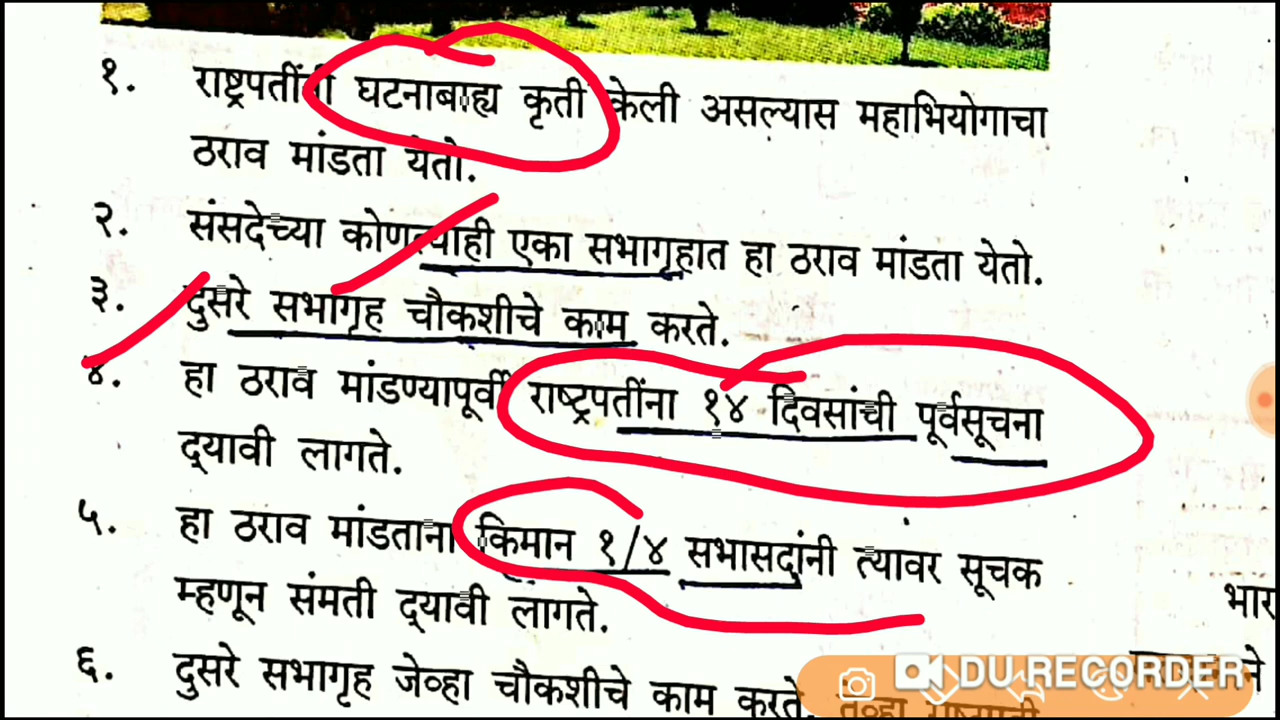 १. राष्ट्रपतींनी घटनाबाह्य कृती केली असल्यास महाभियोगाचा
ठराव मांडता येतो.
२. संसदेच्या कोणत्याही एका सभागृहात हा ठराव मांडता येतो.
३. दुसरे सभागृह चौकशीचे काम करते.
४. हा ठराव मांडण्यापूर्वी राष्ट्रपतींना १४ दिवसांची पूर्वसूचना
द्यावी लागते.
५. हा ठराव मांडताना किमान १/४ सभासदांनी त्यावर सूचक
म्हणून संमती द्यावी लागते.
भार
६. दुसरे सभागृह जेव्हा चौकशीचे काम करते, तेव्हा
DU RECORDER